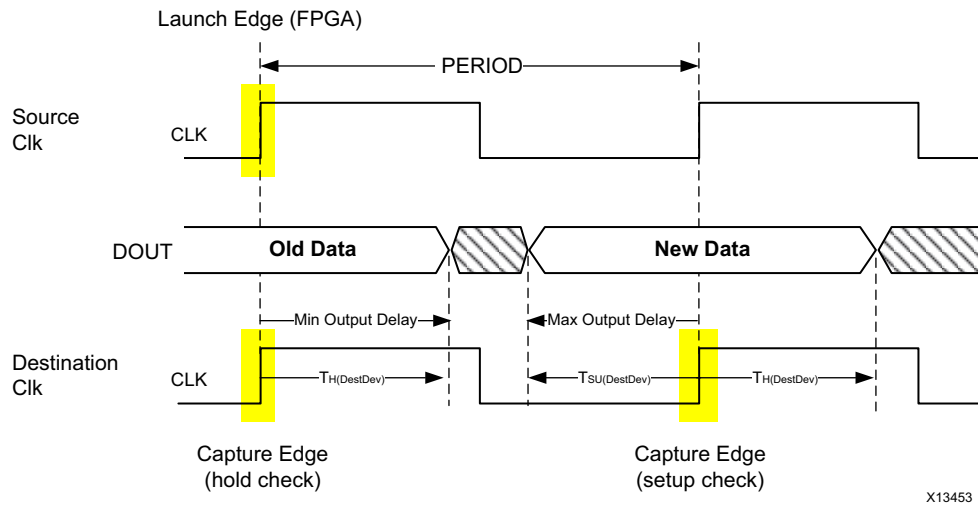 Launch Edge (FPGA)
PERIOD
Source
Clk
CLK
DOUT
Old Data
New Data
Min Output Delay
Max Output Delay
Destination
Clk
CLK
TH(DestDev)
TSU(DestDev)
TH(DestDev)
Capture Edge
(hold check)
Capture Edge
(setup check)
X13453